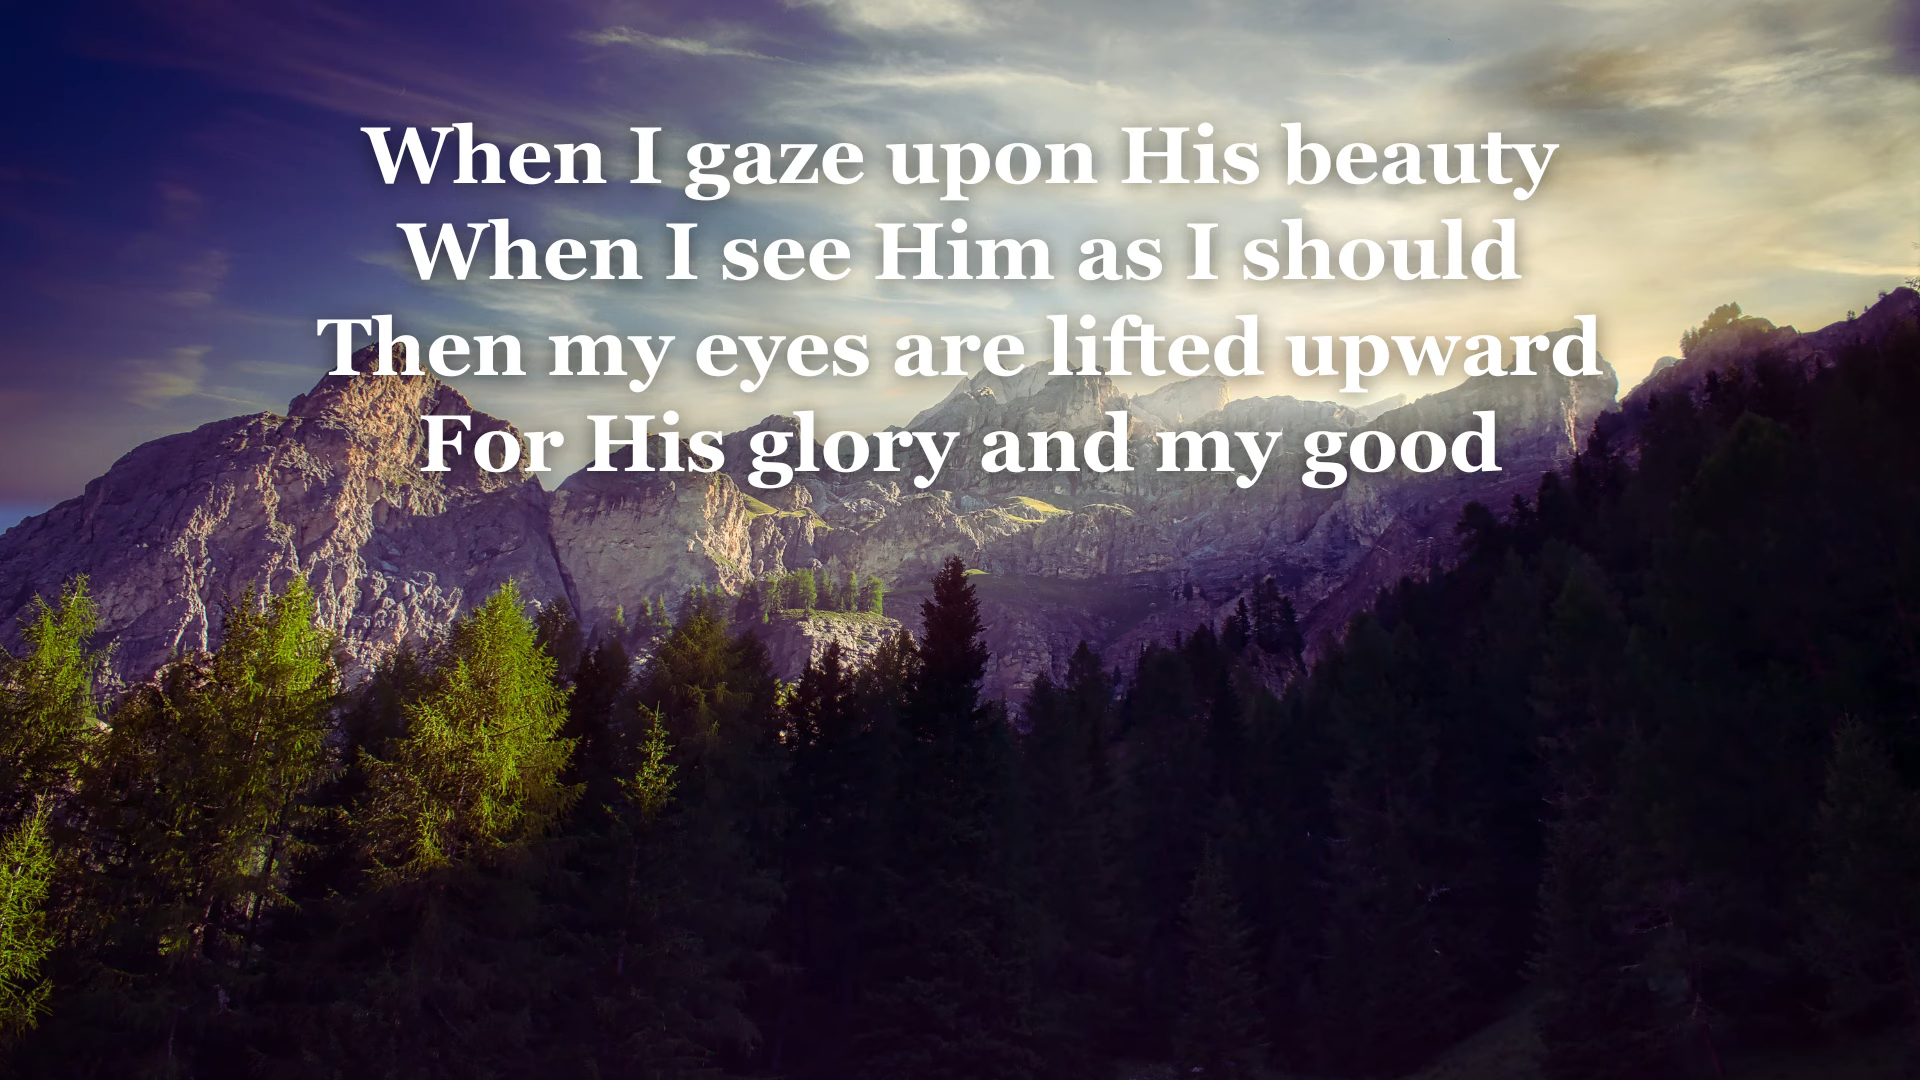 When I gaze upon His beauty
When I see Him as I should
Then my eyes are lifted upward
For His glory and my good